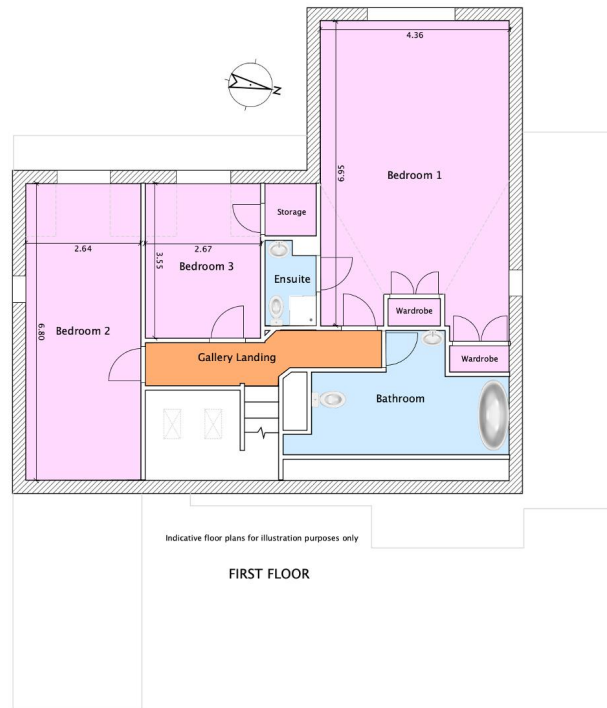 4.36
N
6.95
Bedroom 1
Storage
2.64
2.67
3.55
Bedroom 3
Ensuite
Wardrobe
6.80
Bedroom 2
Gallery Landing
Wardrobe
Bathroom
Indicative floor plans for illustration purposes only
FIRST FLOOR